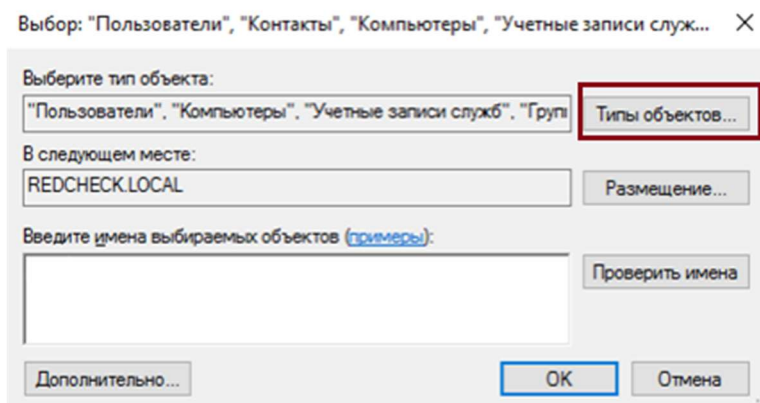 Выбор: "Пользователи", "Контакты", "Компьютеры", "Учетные записи служ...
Выберите тип объекта:
"Пользователи", "Компьютеры", "Учетные записи служб", "Груп
Типы объектов...
В следующем месте:
REDCHECK.LOCAL
Размещение...
Введите имена выбираемых объектов (примеры):
Проверить имена
Дополнительно...
OK
Отмена